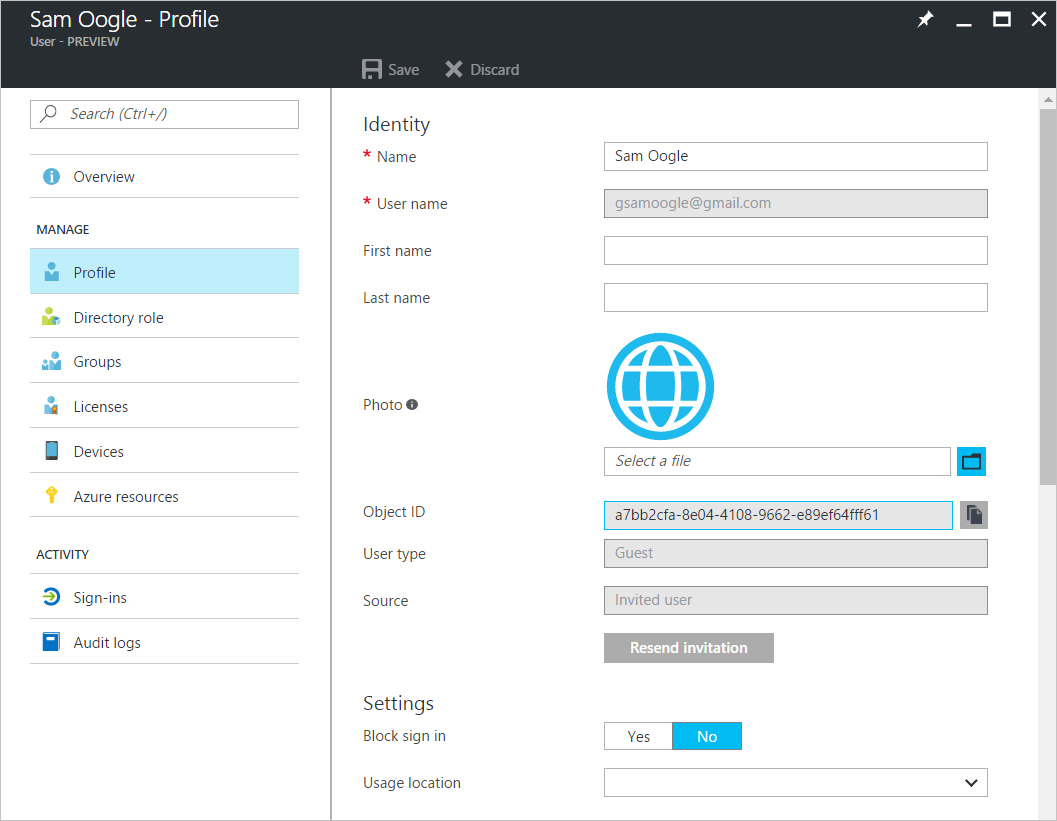 Sam Oogle - Profile
User - PREVIEW
Save Discard
Search (Ctrl+/)
Overview
MANAGE
Profile
Directory role
Groups
Licenses
Devices
Azure resources
ACTIVITY
Sign-ins
Audit logs
Identity
* Name Sam Oogle
* User name gsamoogle@gmail.com
First name
Last name
Photo
Select a file
Object ID a7bb2cfa-8e04-4108-9662-e89ef64fff61
User type Guest
Source Invited user
Resend invitation
Settings
Block sign in Yes No
Usage location